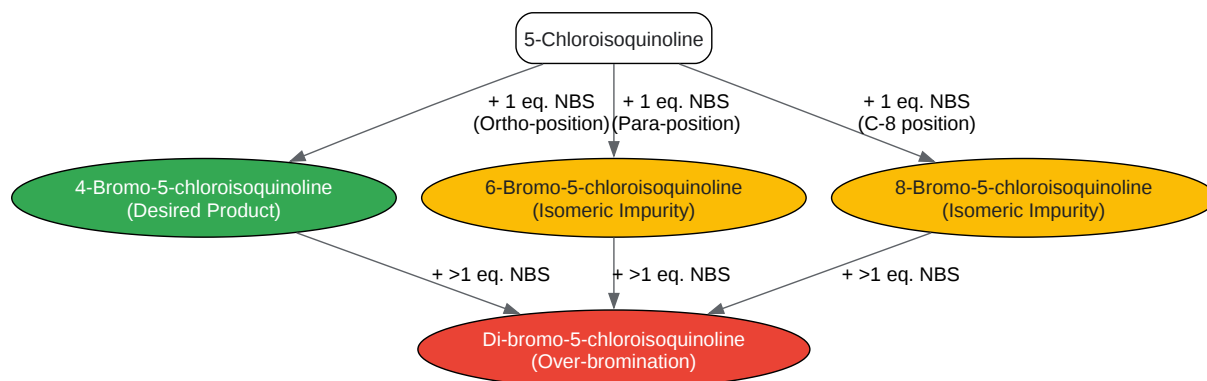 5-Chloroisoquinoline
+ 1 eq. NBS
(Ortho-position)
+ 1 eq. NBS
(Para-position)
+ 1 eq. NBS
(C-8 position)
4-Bromo-5-chloroisoquinoline
(Desired Product)
6-Bromo-5-chloroisoquinoline
(Isomeric Impurity)
8-Bromo-5-chloroisoquinoline
(Isomeric Impurity)
+ >1 eq. NBS
+ >1 eq. NBS
+ >1 eq. NBS
Di-bromo-5-chloroisoquinoline
(Over-bromination)